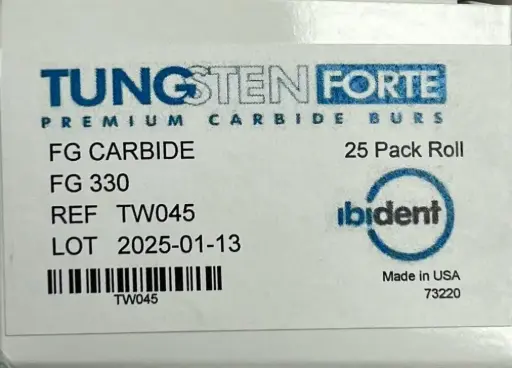 TUNGSTEN FORTE
PREMIUM CARBIDE BURS
FG CARBIDE
25 Pack Roll
FG 330
REF TW045
LOT 2025-01-13
ibident
TW045
Made in USA
73220